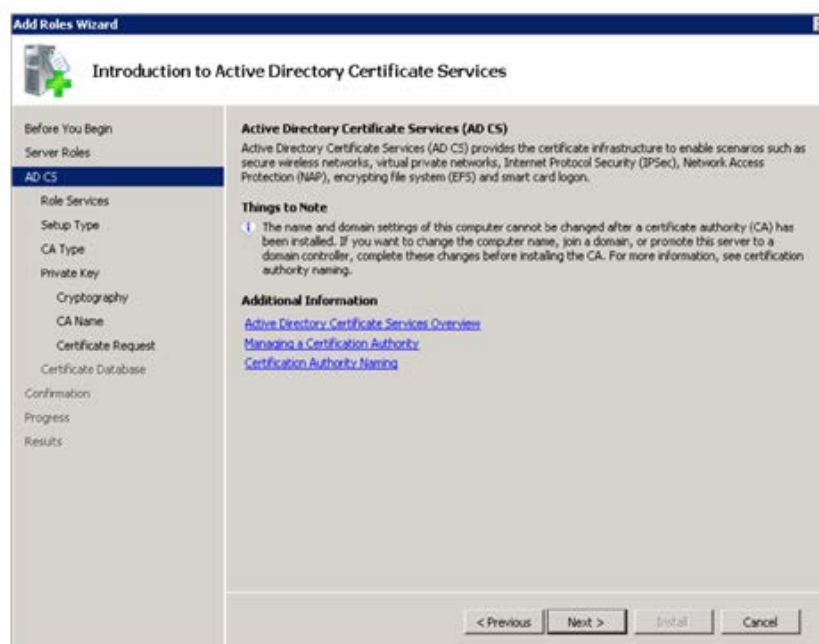 Add Roles Wizard
Introduction to Active Directory Certificate Services
Before You Begin
Server Roles
AD CS
Role Services
Setup Type
CA Type
Private Key
Cryptography
CA Name
Certificate Request
Certificate Database
Confirmation
Progress
Results
Active Directory Certificate Services (AD CS)
Active Directory Certificate Services (AD CS) provides the certificate infrastructure to enable scenarios such as
secure wireless networks, virtual private networks, Internet Protocol Security (IPSec), Network Access
Protection (NAP), encrypting file system (EFS) and smart card logon.
Things to Note
The name and domain settings of this computer cannot be changed after a certificate authority (CA) has
been installed. If you want to change the computer name, join a domain, or promote this server to a
domain controller, complete these changes before installing the CA. For more information, see certification
authority naming.
Additional Information
Active Directory Certificate Services Overview
Managing a Certification Authority
Certification Authority Naming
< Previous
Next >
Install
Cancel